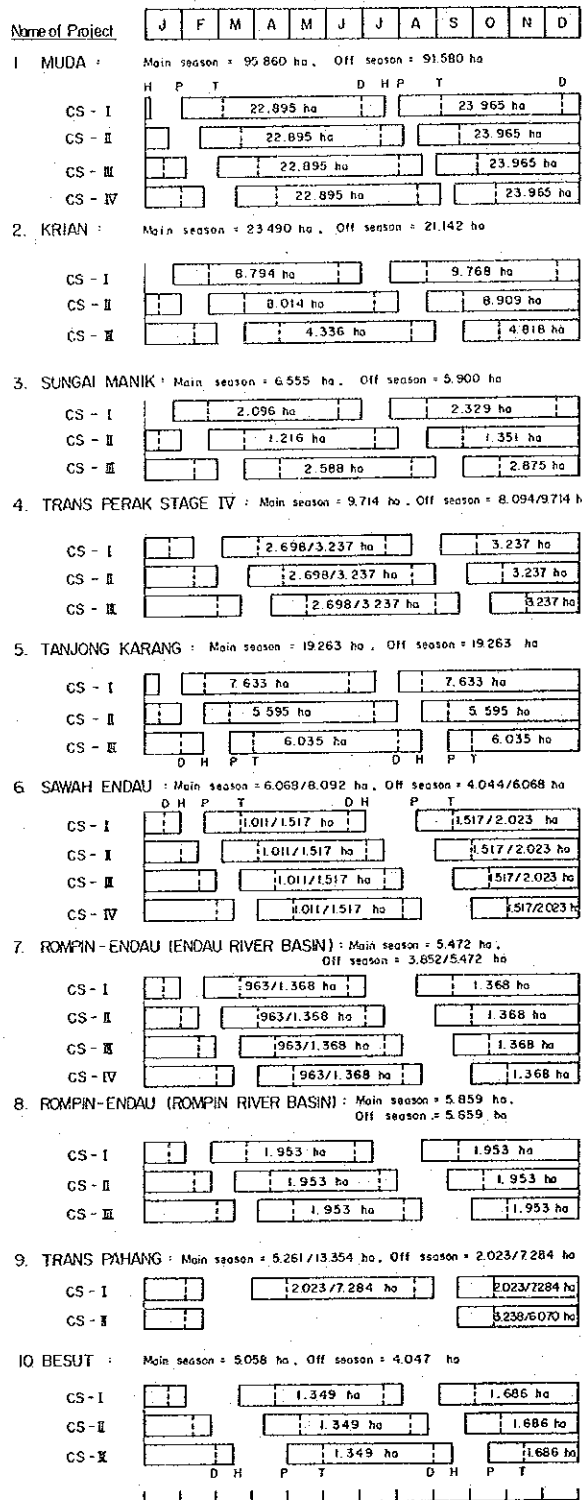 Name of Project J F M A M J J A S O N D
1 MUDA : Main season = 95.860 ha, Off season = 91.580 ha
H P T D H P T D
CS - I 22.895 ha 23.965 ha
CS - II 22.895 ha 23.965 ha
CS - III 22.895 ha 23.965 ha
CS - IV 22.895 ha 23.965 ha
2. KRIAN : Main season = 23.490 ha, Off season = 21.142 ha
CS - I 8.794 ha 9.768 ha
CS - II 8.014 ha 8.909 ha
CS - III 4.336 ha 4.818 ha
3. SUNGAI MANIK : Main season = 6.555 ha, Off season = 5.900 ha
CS - I 2.096 ha 2.329 ha
CS - II 1.216 ha 1.351 ha
CS - III 2.588 ha 2.875 ha
4. TRANS PERAK STAGE IV : Main season = 9.714 ha, Off season = 8.094/9.714 h
CS - I 2.698/3.237 ha 3.237 ha
CS - II 2.698/3.237 ha 3.237 ha
CS - III 2.698/3.237 ha 3.237 ha
5. TANJONG KARANG : Main season = 19.263 ha, Off season = 19.263 ha
CS - I 7.633 ha 7.633 ha
CS - II 5.595 ha 5.595 ha
CS - III 6.035 ha 6.035 ha
D H P T D H P T
6. SAWAH ENDAU : Main season = 6.068/8.092 ha, Off season = 4.044/6.068 ha
D H P T D H P T
CS - I 1.011/1.517 ha 1.517/2.023 ha
CS - II 1.011/1.517 ha 1.517/2.023 ha
CS - III 1.011/1.517 ha 1.517/2.023 ha
CS - IV 1.011/1.517 ha 1.517/2.023 ha
7. ROMPIN-ENDAU (ENDAU RIVER BASIN) : Main season = 5.472 ha,
Off season = 3.852/5.472 ha
CS - I 963/1.368 ha 1.368 ha
CS - II 963/1.368 ha 1.368 ha
CS - III 963/1.368 ha 1.368 ha
CS - IV 963/1.368 ha 1.368 ha
8. ROMPIN-ENDAU (ROMPIN RIVER BASIN) : Main season = 5.859 ha,
Off season = 5.659 ha
CS - I 1.953 ha 1.953 ha
CS - II 1.953 ha 1.953 ha
CS - III 1.953 ha 1.953 ha
9. TRANS PAHANG : Main season = 5.261/13.354 ha, Off season = 2.023/7.284 ha
CS - I 2.023/7.284 ha 2.023/7.284 ha
CS - II 3.238/6.070 ha
10. BESUT : Main season = 5.058 ha, Off season = 4.047 ha
CS - I 1.349 ha 1.686 ha
CS - II 1.349 ha 1.686 ha
CS - III 1.349 ha 1.686 ha
D H P T D H P T